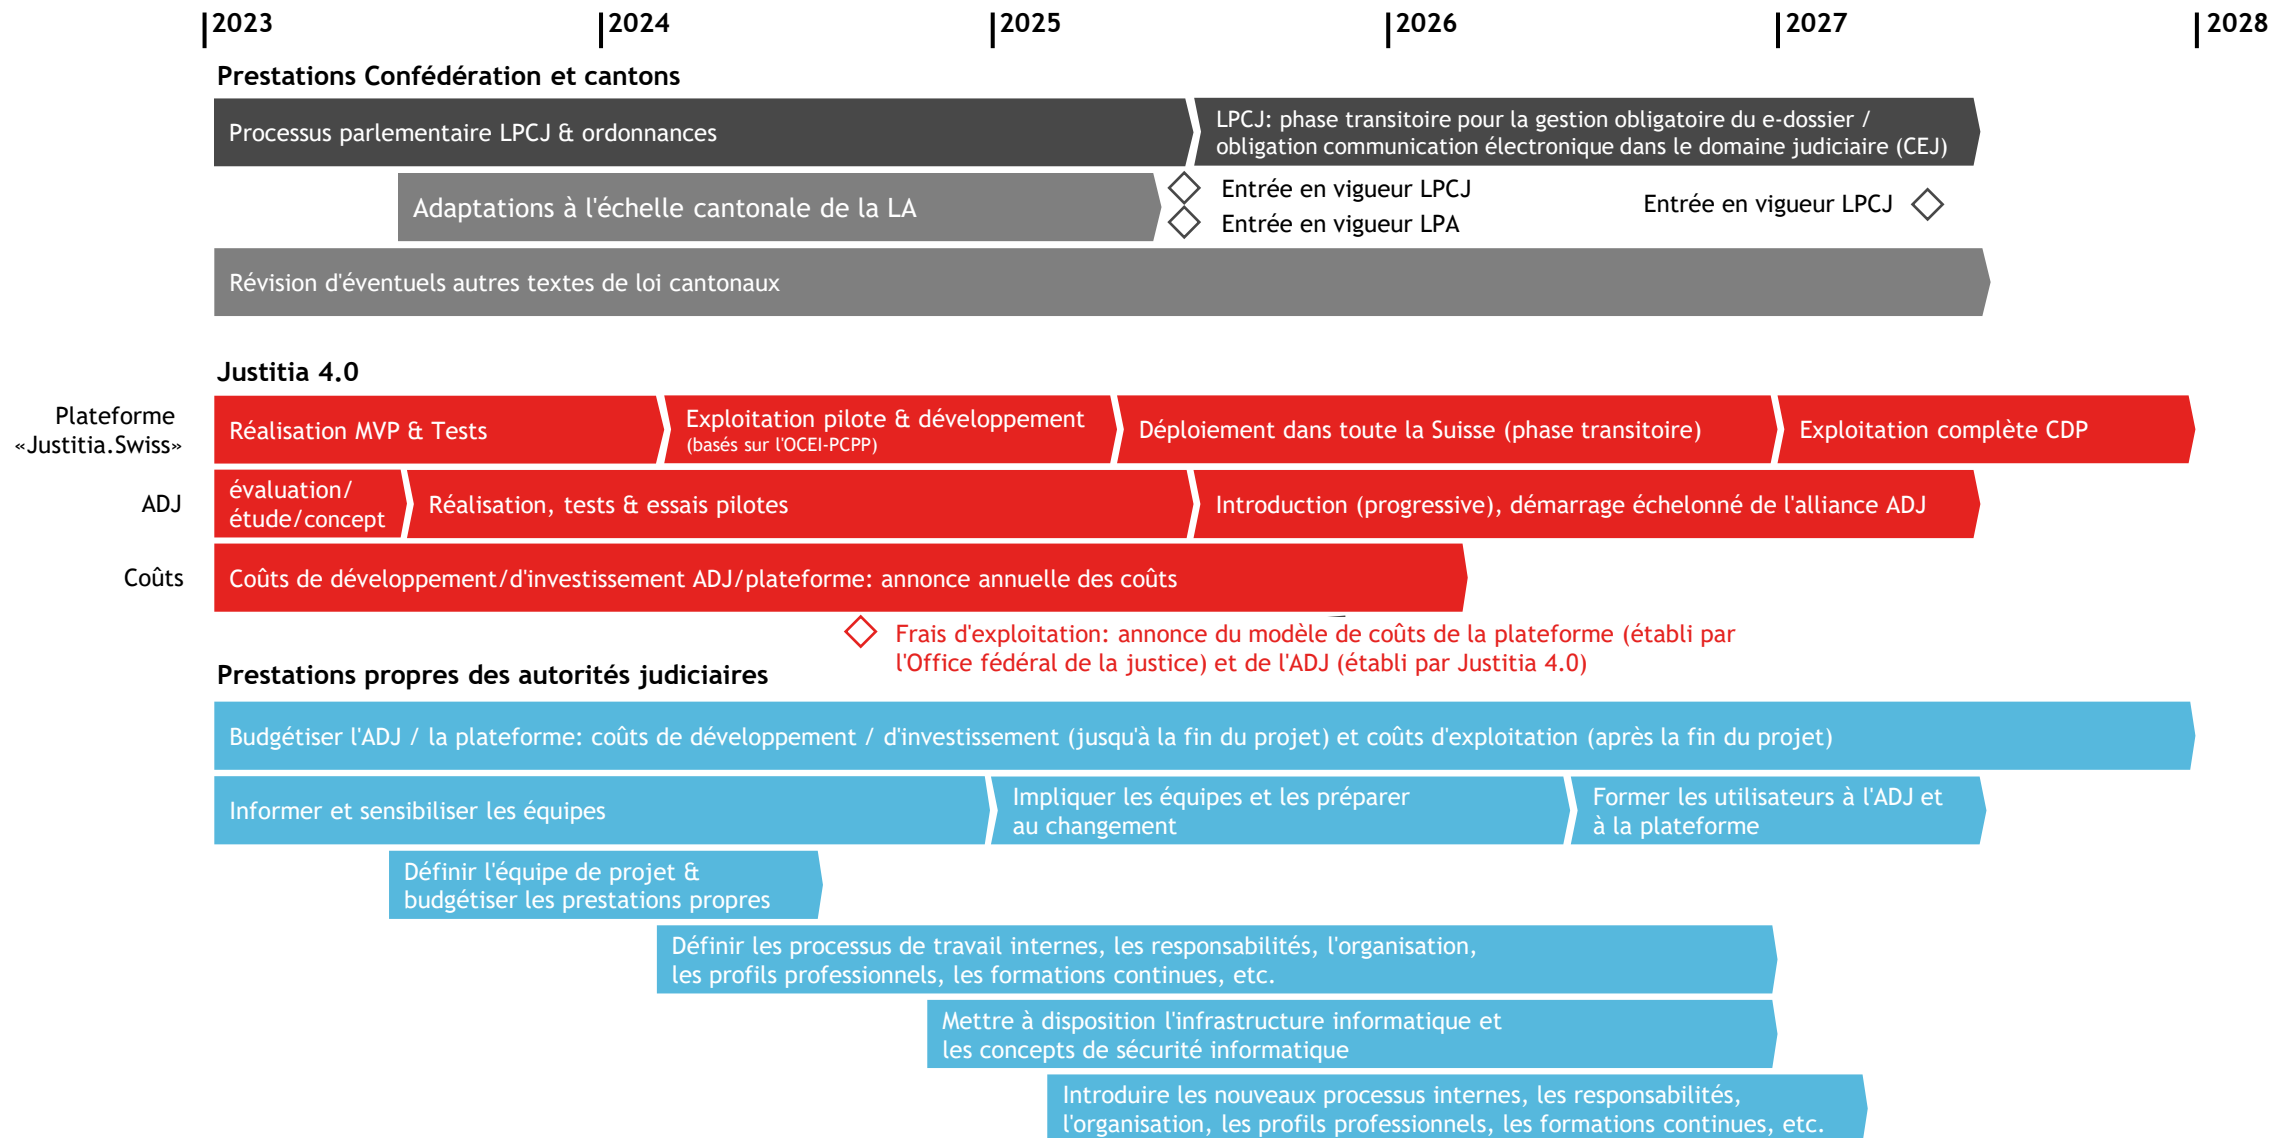 2023
2024
2025
2026
2027
2028
Prestations Confédération et cantons
Processus parlementaire LPCJ & ordonnances
LPCJ: phase transitoire pour la gestion obligatoire du e-dossier /
obligation communication électronique dans le domaine judiciaire (CEJ)
Adaptations à l'échelle cantonale de la LA
Entrée en vigueur LPCJ
Entrée en vigueur LPA
Entrée en vigueur LPCJ
Révision d'éventuels autres textes de loi cantonaux
Justitia 4.0
Plateforme
«Justitia.Swiss»
Réalisation MVP & Tests
Exploitation pilote & développement
(basés sur l'OCEI-PCPP)
Déploiement dans toute la Suisse (phase transitoire)
Exploitation complète CDP
ADJ
évaluation/
étude/concept
Réalisation, tests & essais pilotes
Introduction (progressive), démarrage échelonné de l'alliance ADJ
Coûts
Coûts de développement/d'investissement ADJ/plateforme: annonce annuelle des coûts
Frais d'exploitation: annonce du modèle de coûts de la plateforme (établi par
l'Office fédéral de la justice) et de l'ADJ (établi par Justitia 4.0)
Prestations propres des autorités judiciaires
Budgétiser l'ADJ / la plateforme: coûts de développement / d'investissement (jusqu'à la fin du projet) et coûts d'exploitation (après la fin du projet)
Informer et sensibiliser les équipes
Impliquer les équipes et les préparer
au changement
Former les utilisateurs à l'ADJ et
à la plateforme
Définir l'équipe de projet &
budgétiser les prestations propres
Définir les processus de travail internes, les responsabilités, l'organisation,
les profils professionnels, les formations continues, etc.
Mettre à disposition l'infrastructure informatique et
les concepts de sécurité informatique
Introduire les nouveaux processus internes, les responsabilités,
l'organisation, les profils professionnels, les formations continues, etc.